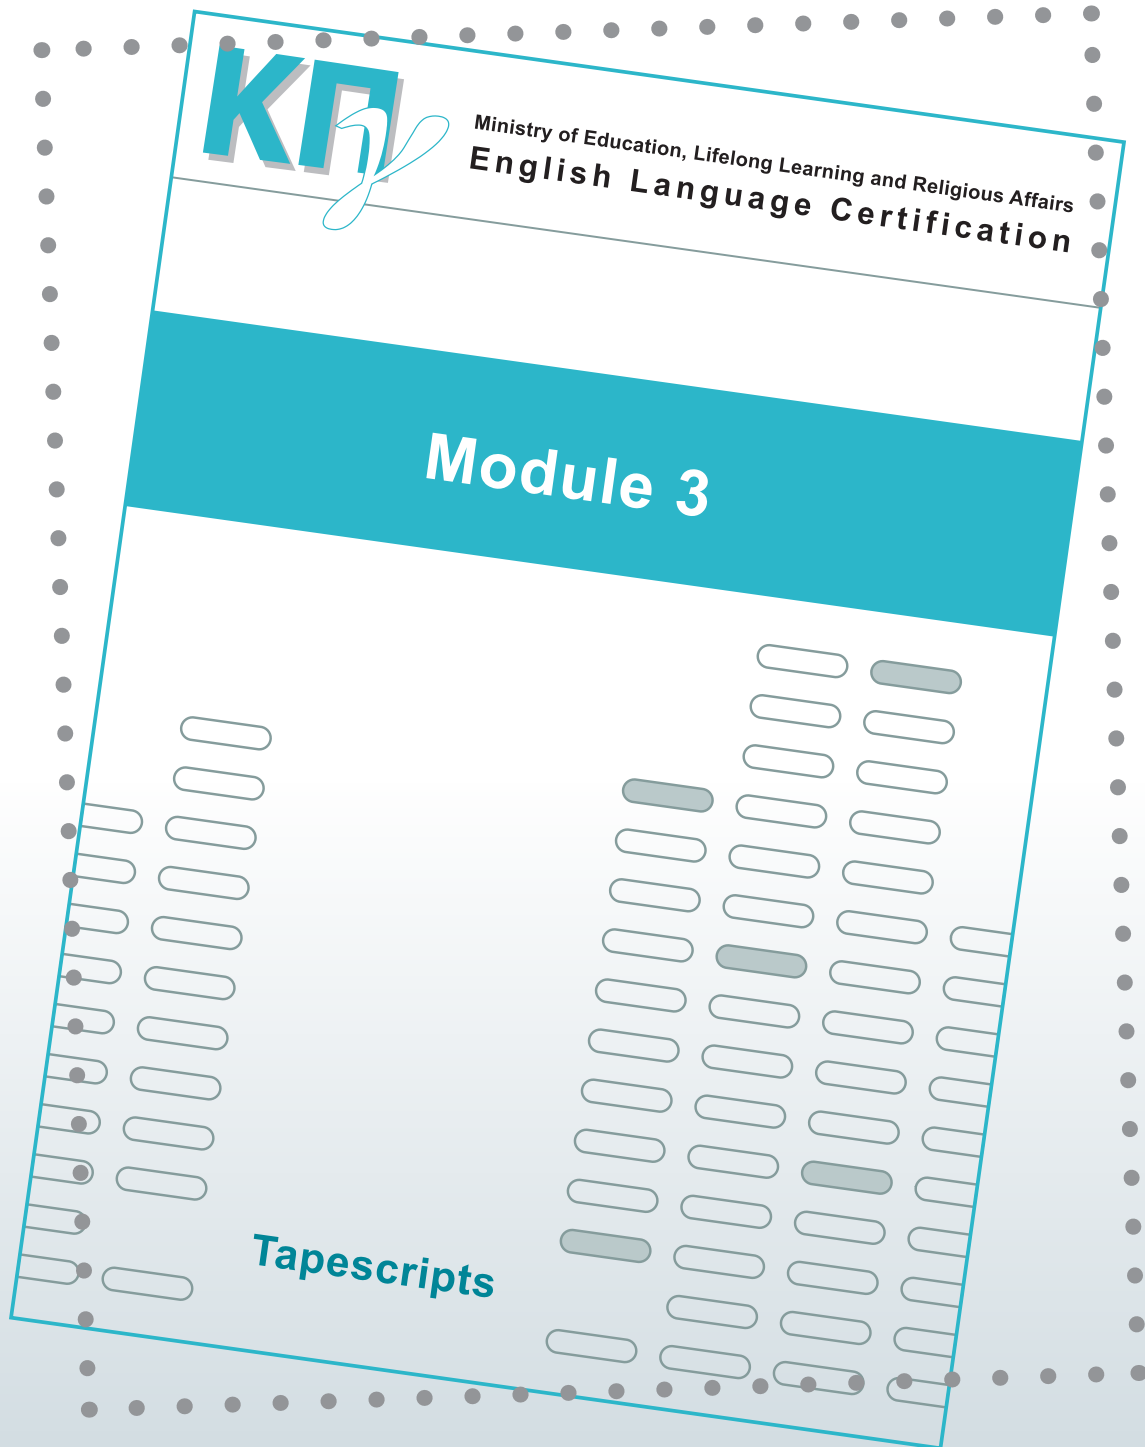 ΚΠγ
Ministry of Education, Lifelong Learning and Religious Affairs
English Language Certification
Module 3
Tapescripts